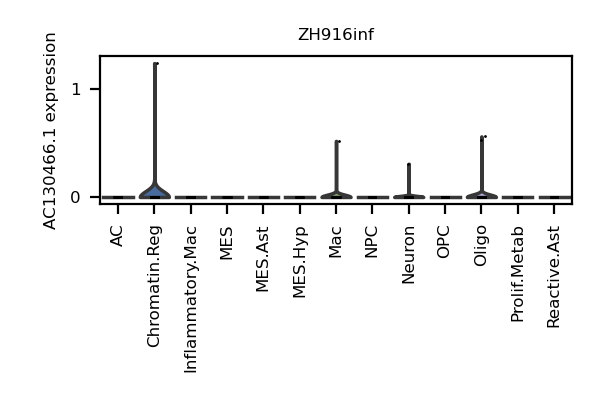 ZH916inf
AC130466.1 expression
1
0
AC
Chromatin.Reg
Inflammatory.Mac
MES
MES.Ast
MES.Hyp
Mac
NPC
Neuron
OPC
Oligo
Prolif.Metab
Reactive.Ast